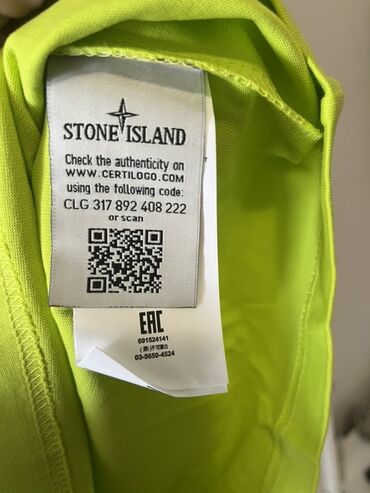 STONE ISLAND
Check the authenticity on
www.CERTILOGO.COM
using the following code:
CLG 317 892 408 222
or scan
EAC
691524141
03-5650-4524